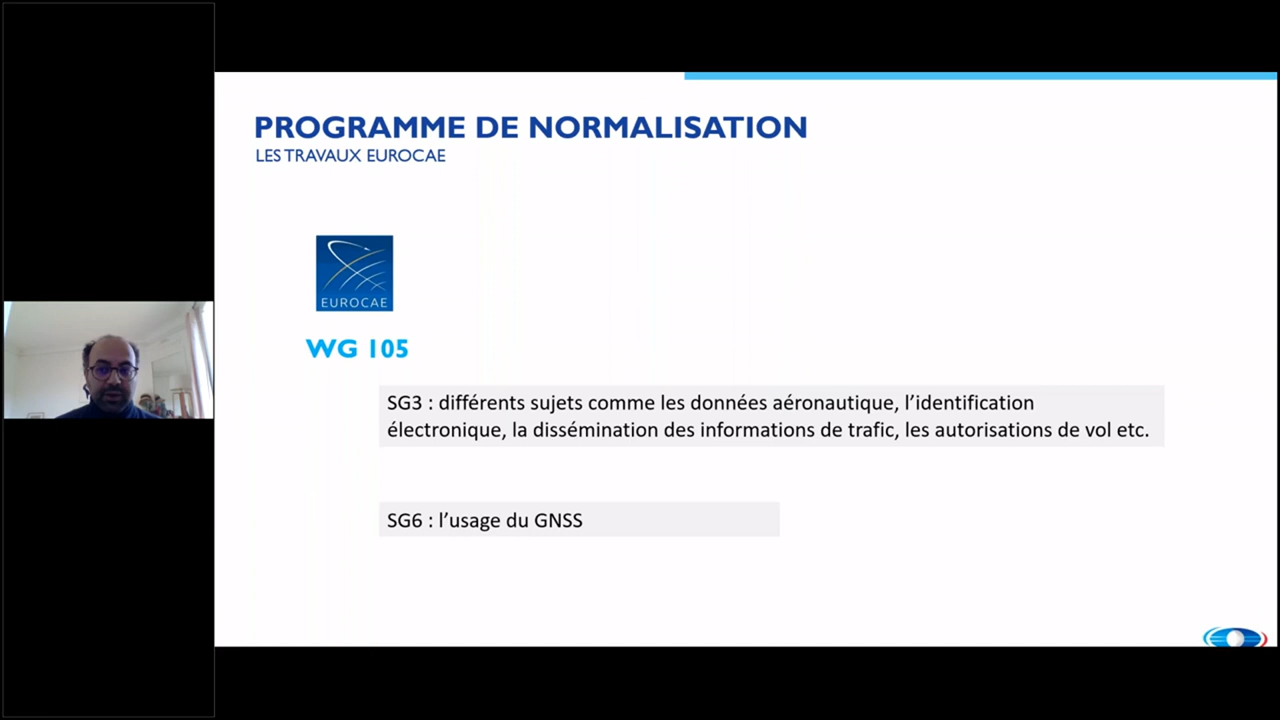 PROGRAMME DE NORMALISATION
LES TRAVAUX EUROCAE
EUROCAE
WG 105
SG3 : différents sujets comme les données aéronautique, l’identification
électronique, la dissémination des informations de trafic, les autorisations de vol etc.
SG6 : l’usage du GNSS